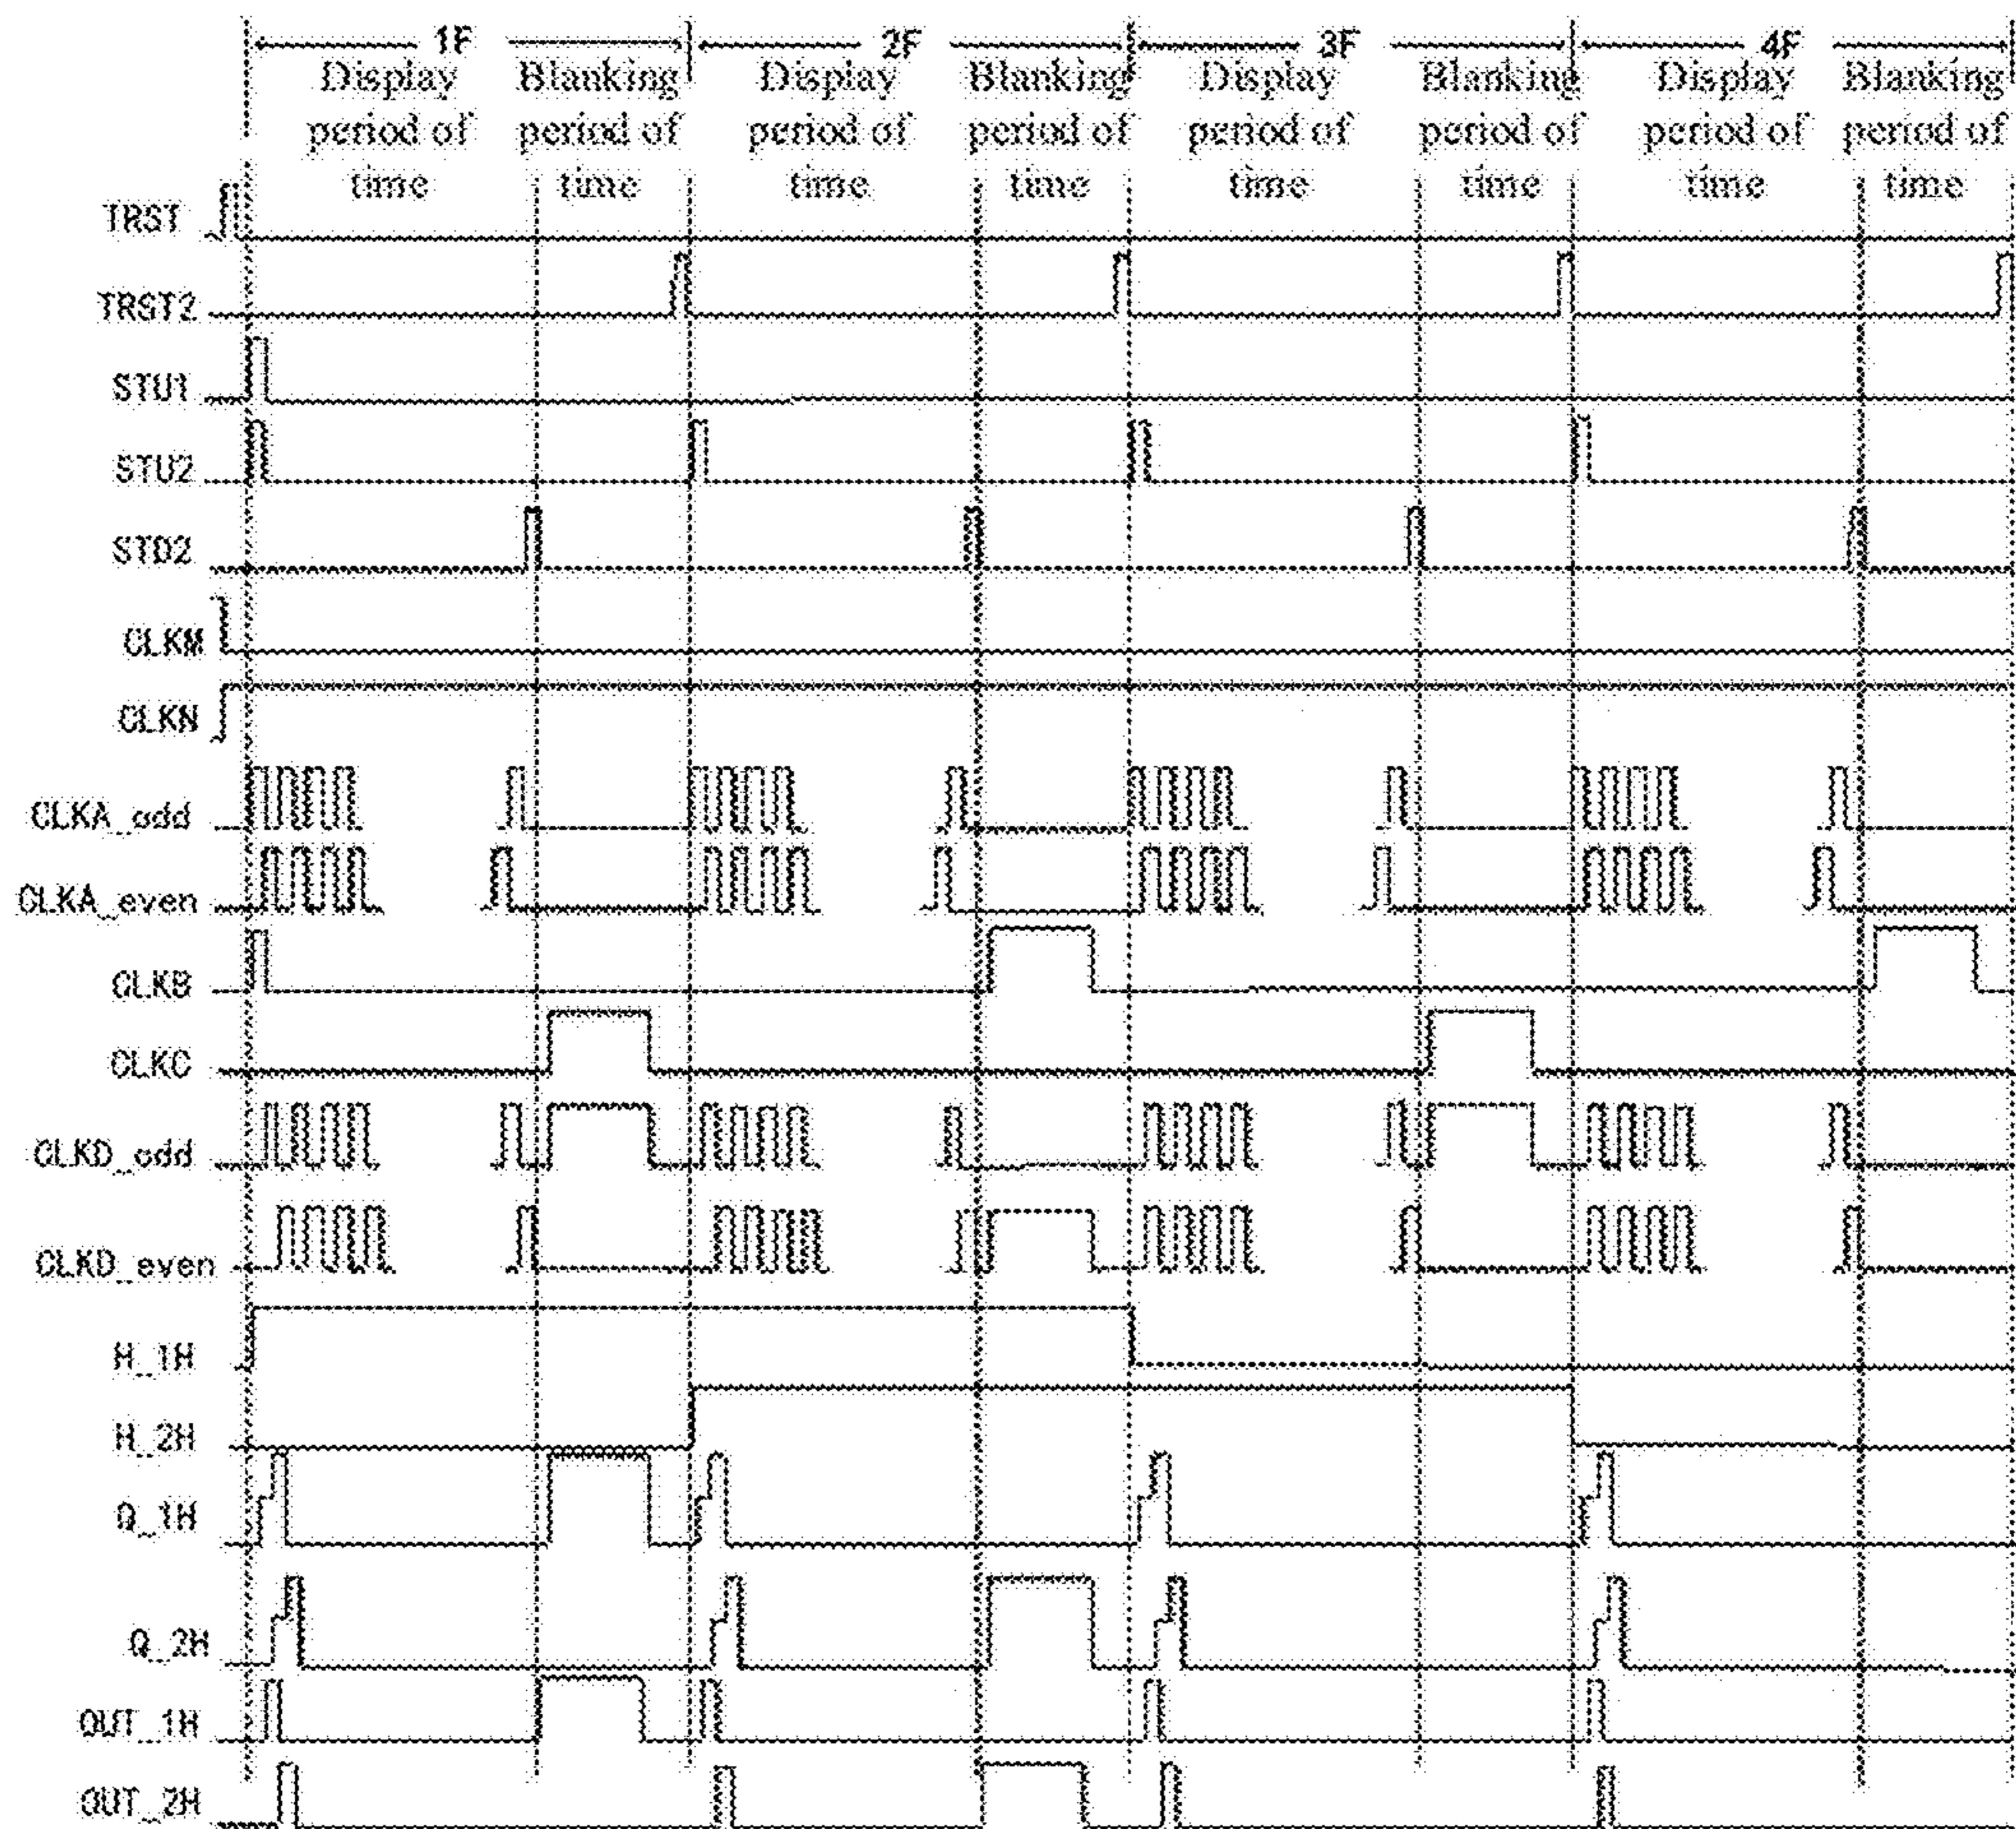 1F 2F 3F 4F
Display Blanking Display Blanking Display Blanking Display Blanking
period of period of period of period of period of period of period of period of
time time time time time time time time
TRST
TRST2
STU1
STU2
STD2
CLKM
CLKN
CLKA_odd
CLKA_even
CLKB
CLKC
CLKD_odd
CLKD_even
H_1H
H_2H
Q_1H
Q_2H
OUT_1H
OUT_2H